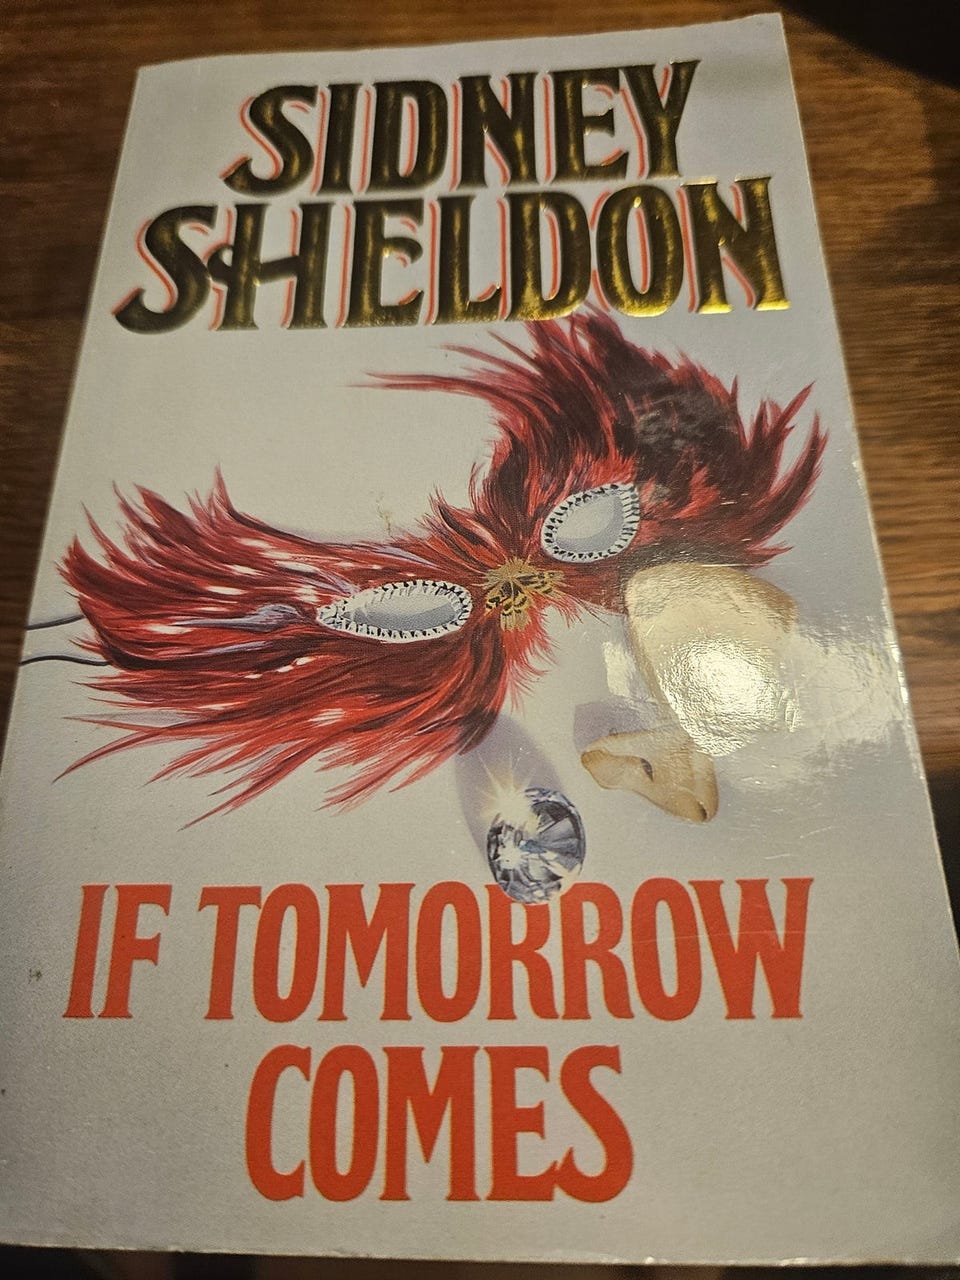 SIDNEY
SHELDON
IF TOMORROW
COMES